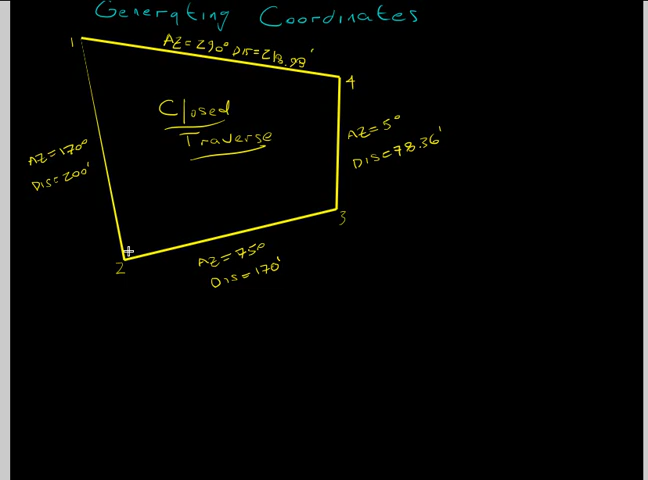 Generating Coordinates
1
AZ=290° DIS=218.99'
4
Closed
Traverse
AZ=5°
DIS=78.36'
AZ=170°
DIS=200'
3
AZ=75°
DIS=170'
2